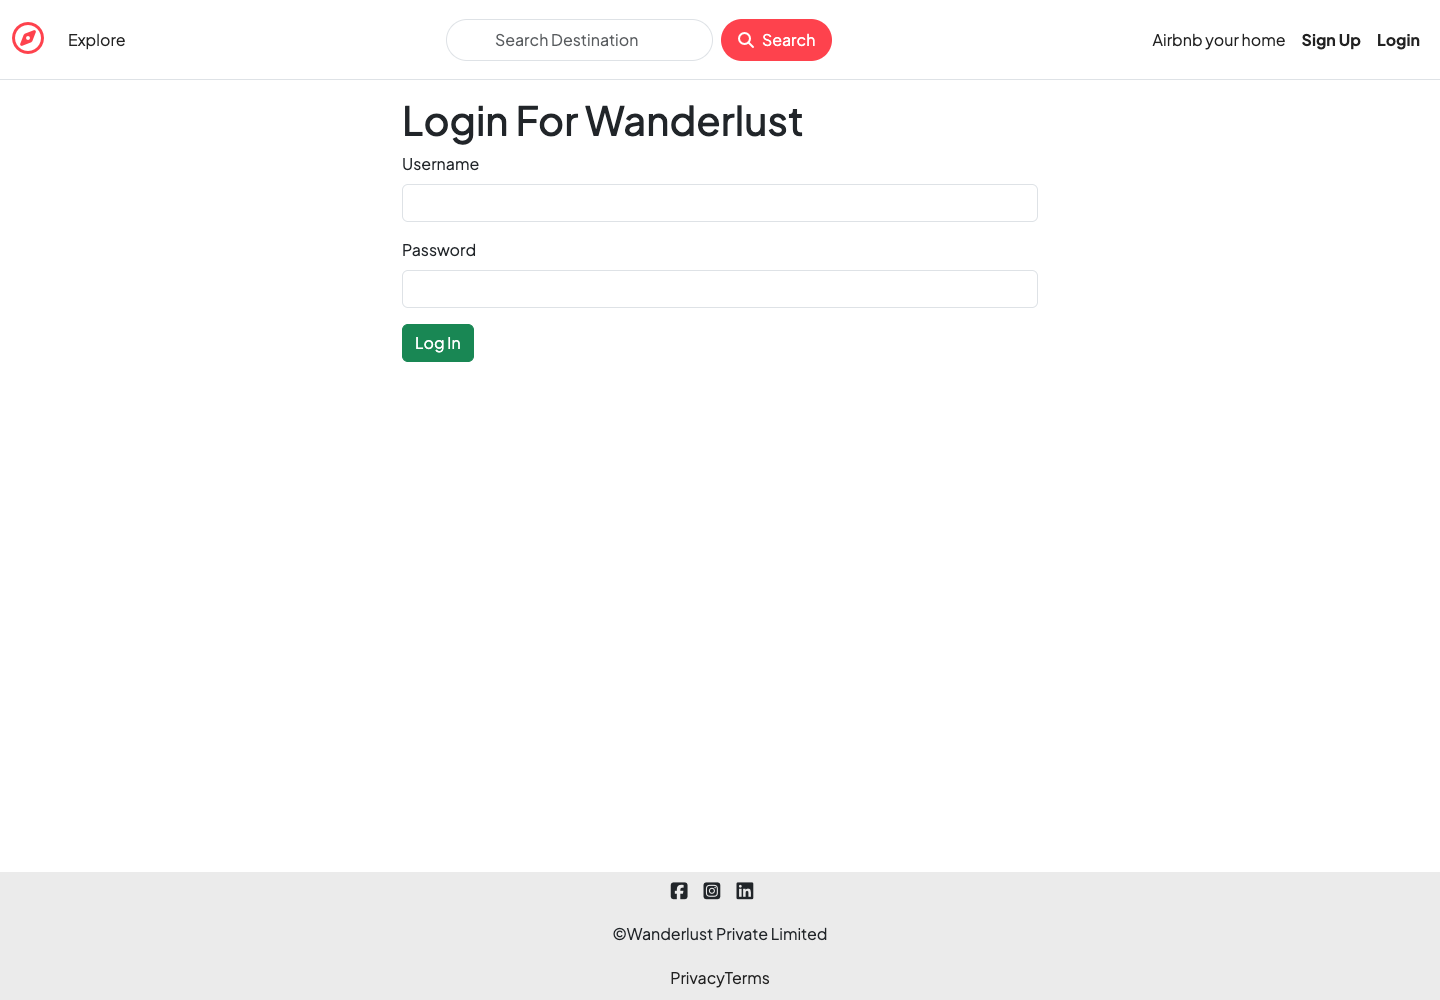 Explore
Search Destination
Search
Airbnb your home
Sign Up
Login
Login For Wanderlust
Username
Password
Log In
©Wanderlust Private Limited
PrivacyTerms